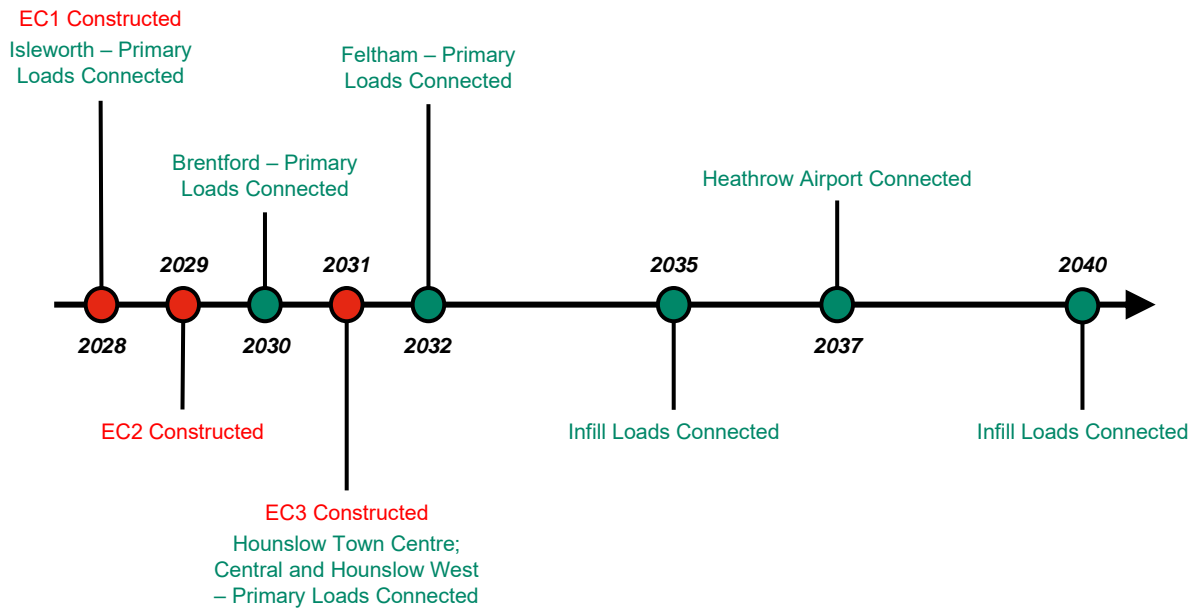 EC1 Constructed
Isleworth – Primary
Loads Connected
2028
2029
EC2 Constructed
Brentford – Primary
Loads Connected
2030
2031
EC3 Constructed
Hounslow Town Centre;
Central and Hounslow West
– Primary Loads Connected
Feltham – Primary
Loads Connected
2032
2035
Infill Loads Connected
Heathrow Airport Connected
2037
2040
Infill Loads Connected